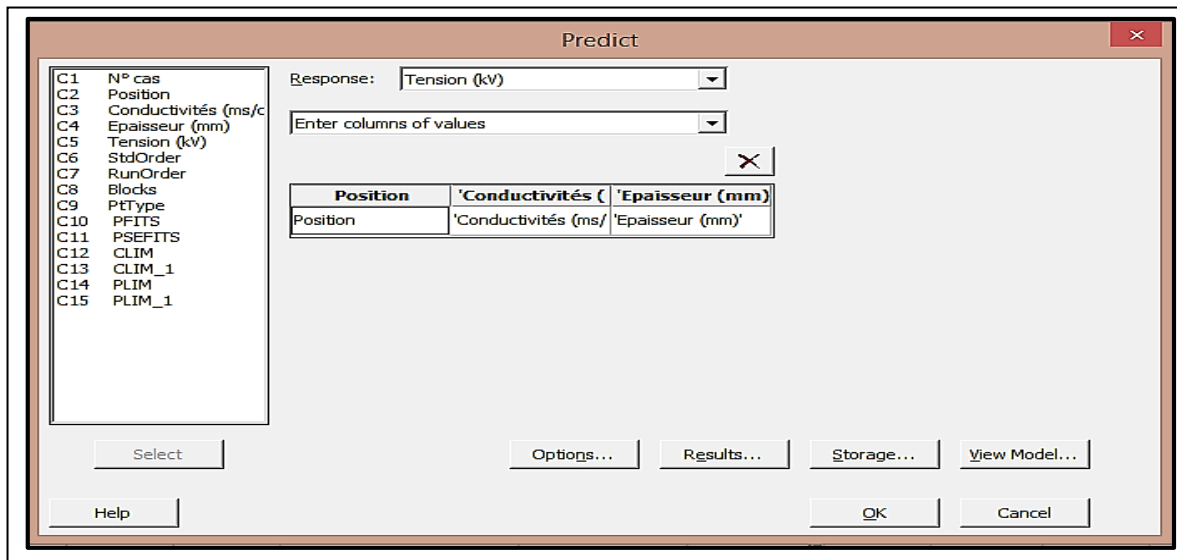 Predict
C1 N° cas
C2 Position
C3 Conductivités (ms/c
C4 Epaisseur (mm)
C5 Tension (kV)
C6 StdOrder
C7 RunOrder
C8 Blocks
C9 PtType
C10 PFITS
C11 PSEFITS
C12 CLIM
C13 CLIM_1
C14 PLIM
C15 PLIM_1
Response: Tension (kV)
Enter columns of values
Position 'Conductivités ( 'Epaisseur (mm)
Position 'Conductivités (ms/ 'Epaisseur (mm)'
Select Options... Results... Storage... View Model...
Help OK Cancel